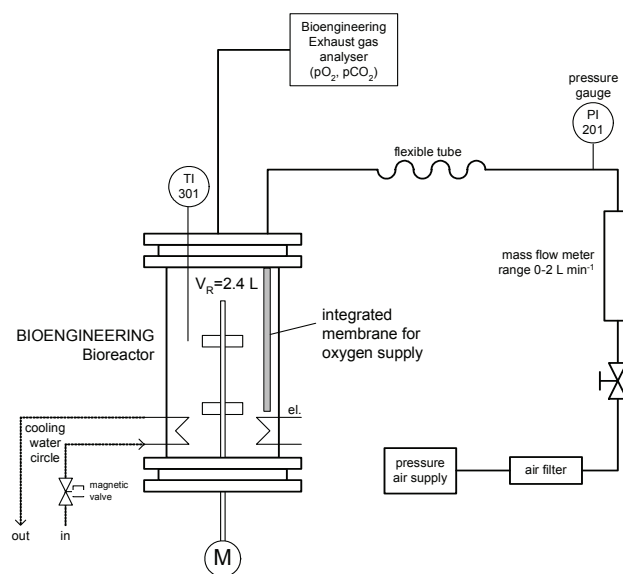 Bioengineering
Exhaust gas
analyser
(pO₂, pCO₂)
pressure
gauge
PI
201
flexible tube
TI
301
mass flow meter
range 0-2 L min⁻¹
V_R=2.4 L
BIOENGINEERING
Bioreactor
integrated
membrane for
oxygen supply
el.
cooling
water
circle
magnetic
valve
out
in
pressure
air supply
air filter
M